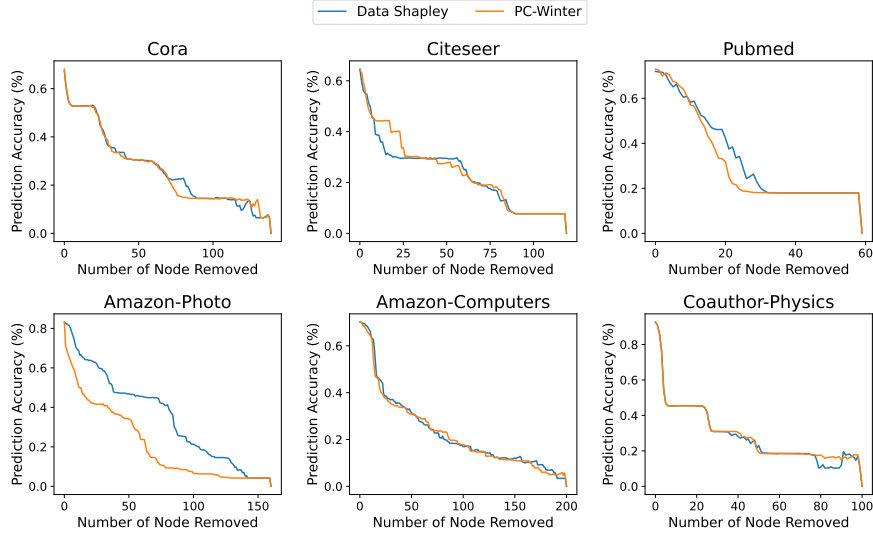 Data Shapley PC-Winter
Cora Citeseer Pubmed
Prediction Accuracy (%) Prediction Accuracy (%) Prediction Accuracy (%)
0.6 0.4 0.2 0.0
0.6 0.4 0.2 0.0
0.6 0.4 0.2 0.0
0 50 100
0 25 50 75 100
0 20 40 60
Number of Node Removed Number of Node Removed Number of Node Removed
Amazon-Photo Amazon-Computers Coauthor-Physics
Prediction Accuracy (%) Prediction Accuracy (%) Prediction Accuracy (%)
0.8 0.6 0.4 0.2 0.0
0.6 0.4 0.2 0.0
0.8 0.6 0.4 0.2 0.0
0 50 100 150
0 50 100 150 200
0 20 40 60 80 100
Number of Node Removed Number of Node Removed Number of Node Removed